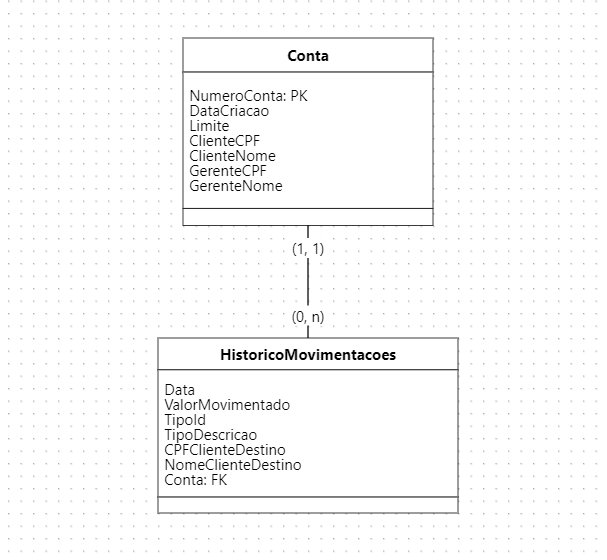 Conta
NumeroConta: PK
DataCriacao
Limite
ClienteCPF
ClienteNome
GerenteCPF
GerenteNome
(1, 1)
(0, n)
HistoricoMovimentacoes
Data
ValorMovimentado
TipoId
TipoDescricao
CPFClienteDestino
NomeClienteDestino
Conta: FK